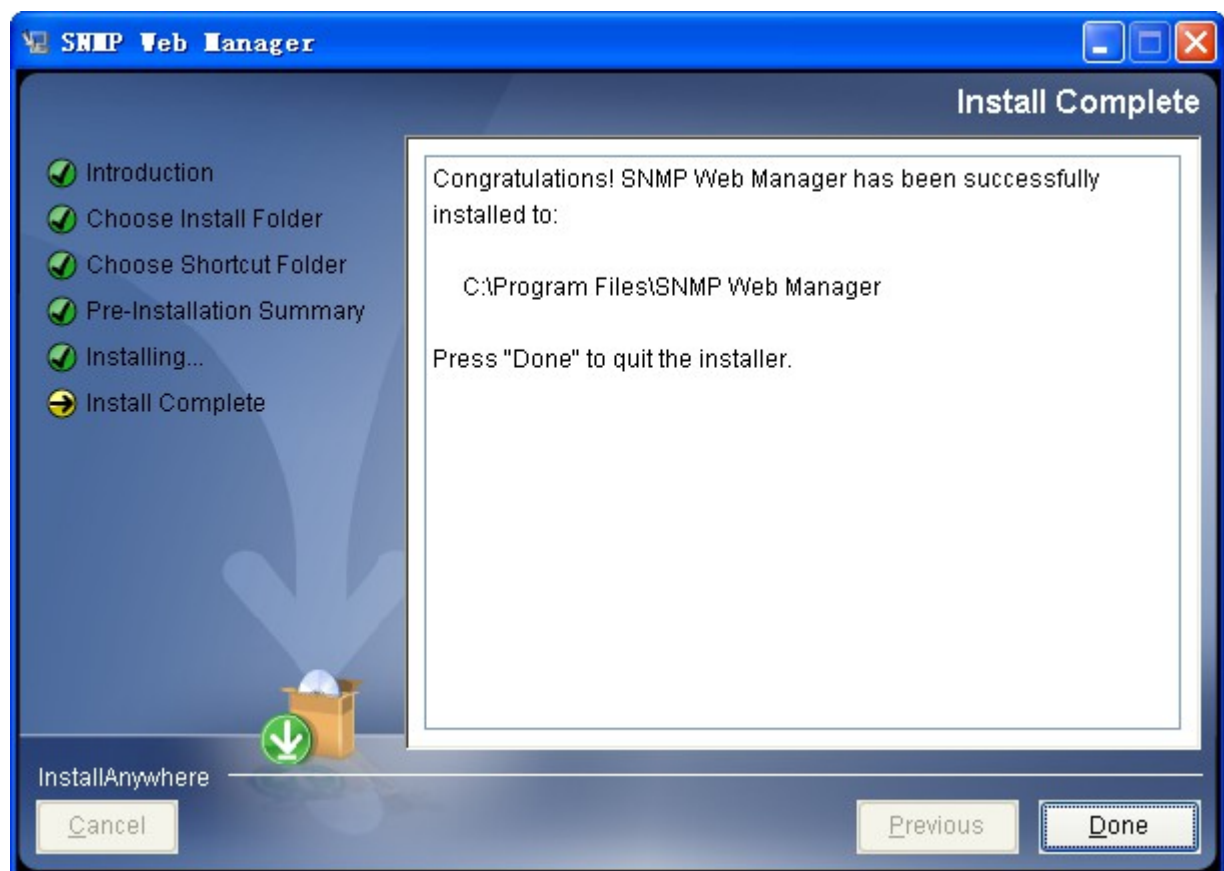 SNMP Web Manager
Install Complete
Introduction
Choose Install Folder
Choose Shortcut Folder
Pre-Installation Summary
Installing...
Install Complete
Congratulations! SNMP Web Manager has been successfully
installed to:
C:\Program Files\SNMP Web Manager
Press "Done" to quit the installer.
InstallAnywhere
Cancel
Previous
Done